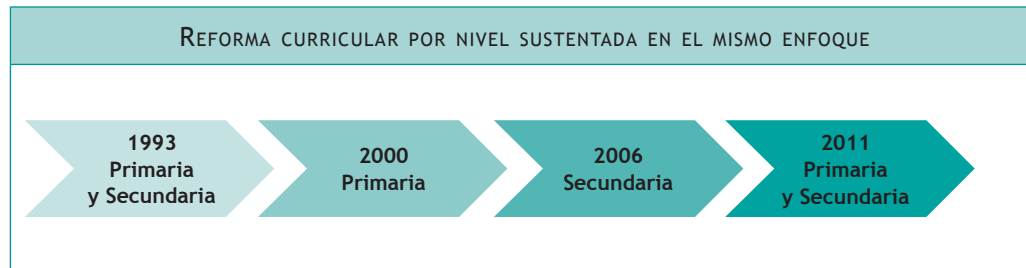 REFORMA CURRICULAR POR NIVEL SUSTENTADA EN EL MISMO ENFOQUE
1993
Primaria
y Secundaria
2000
Primaria
2006
Secundaria
2011
Primaria
y Secundaria